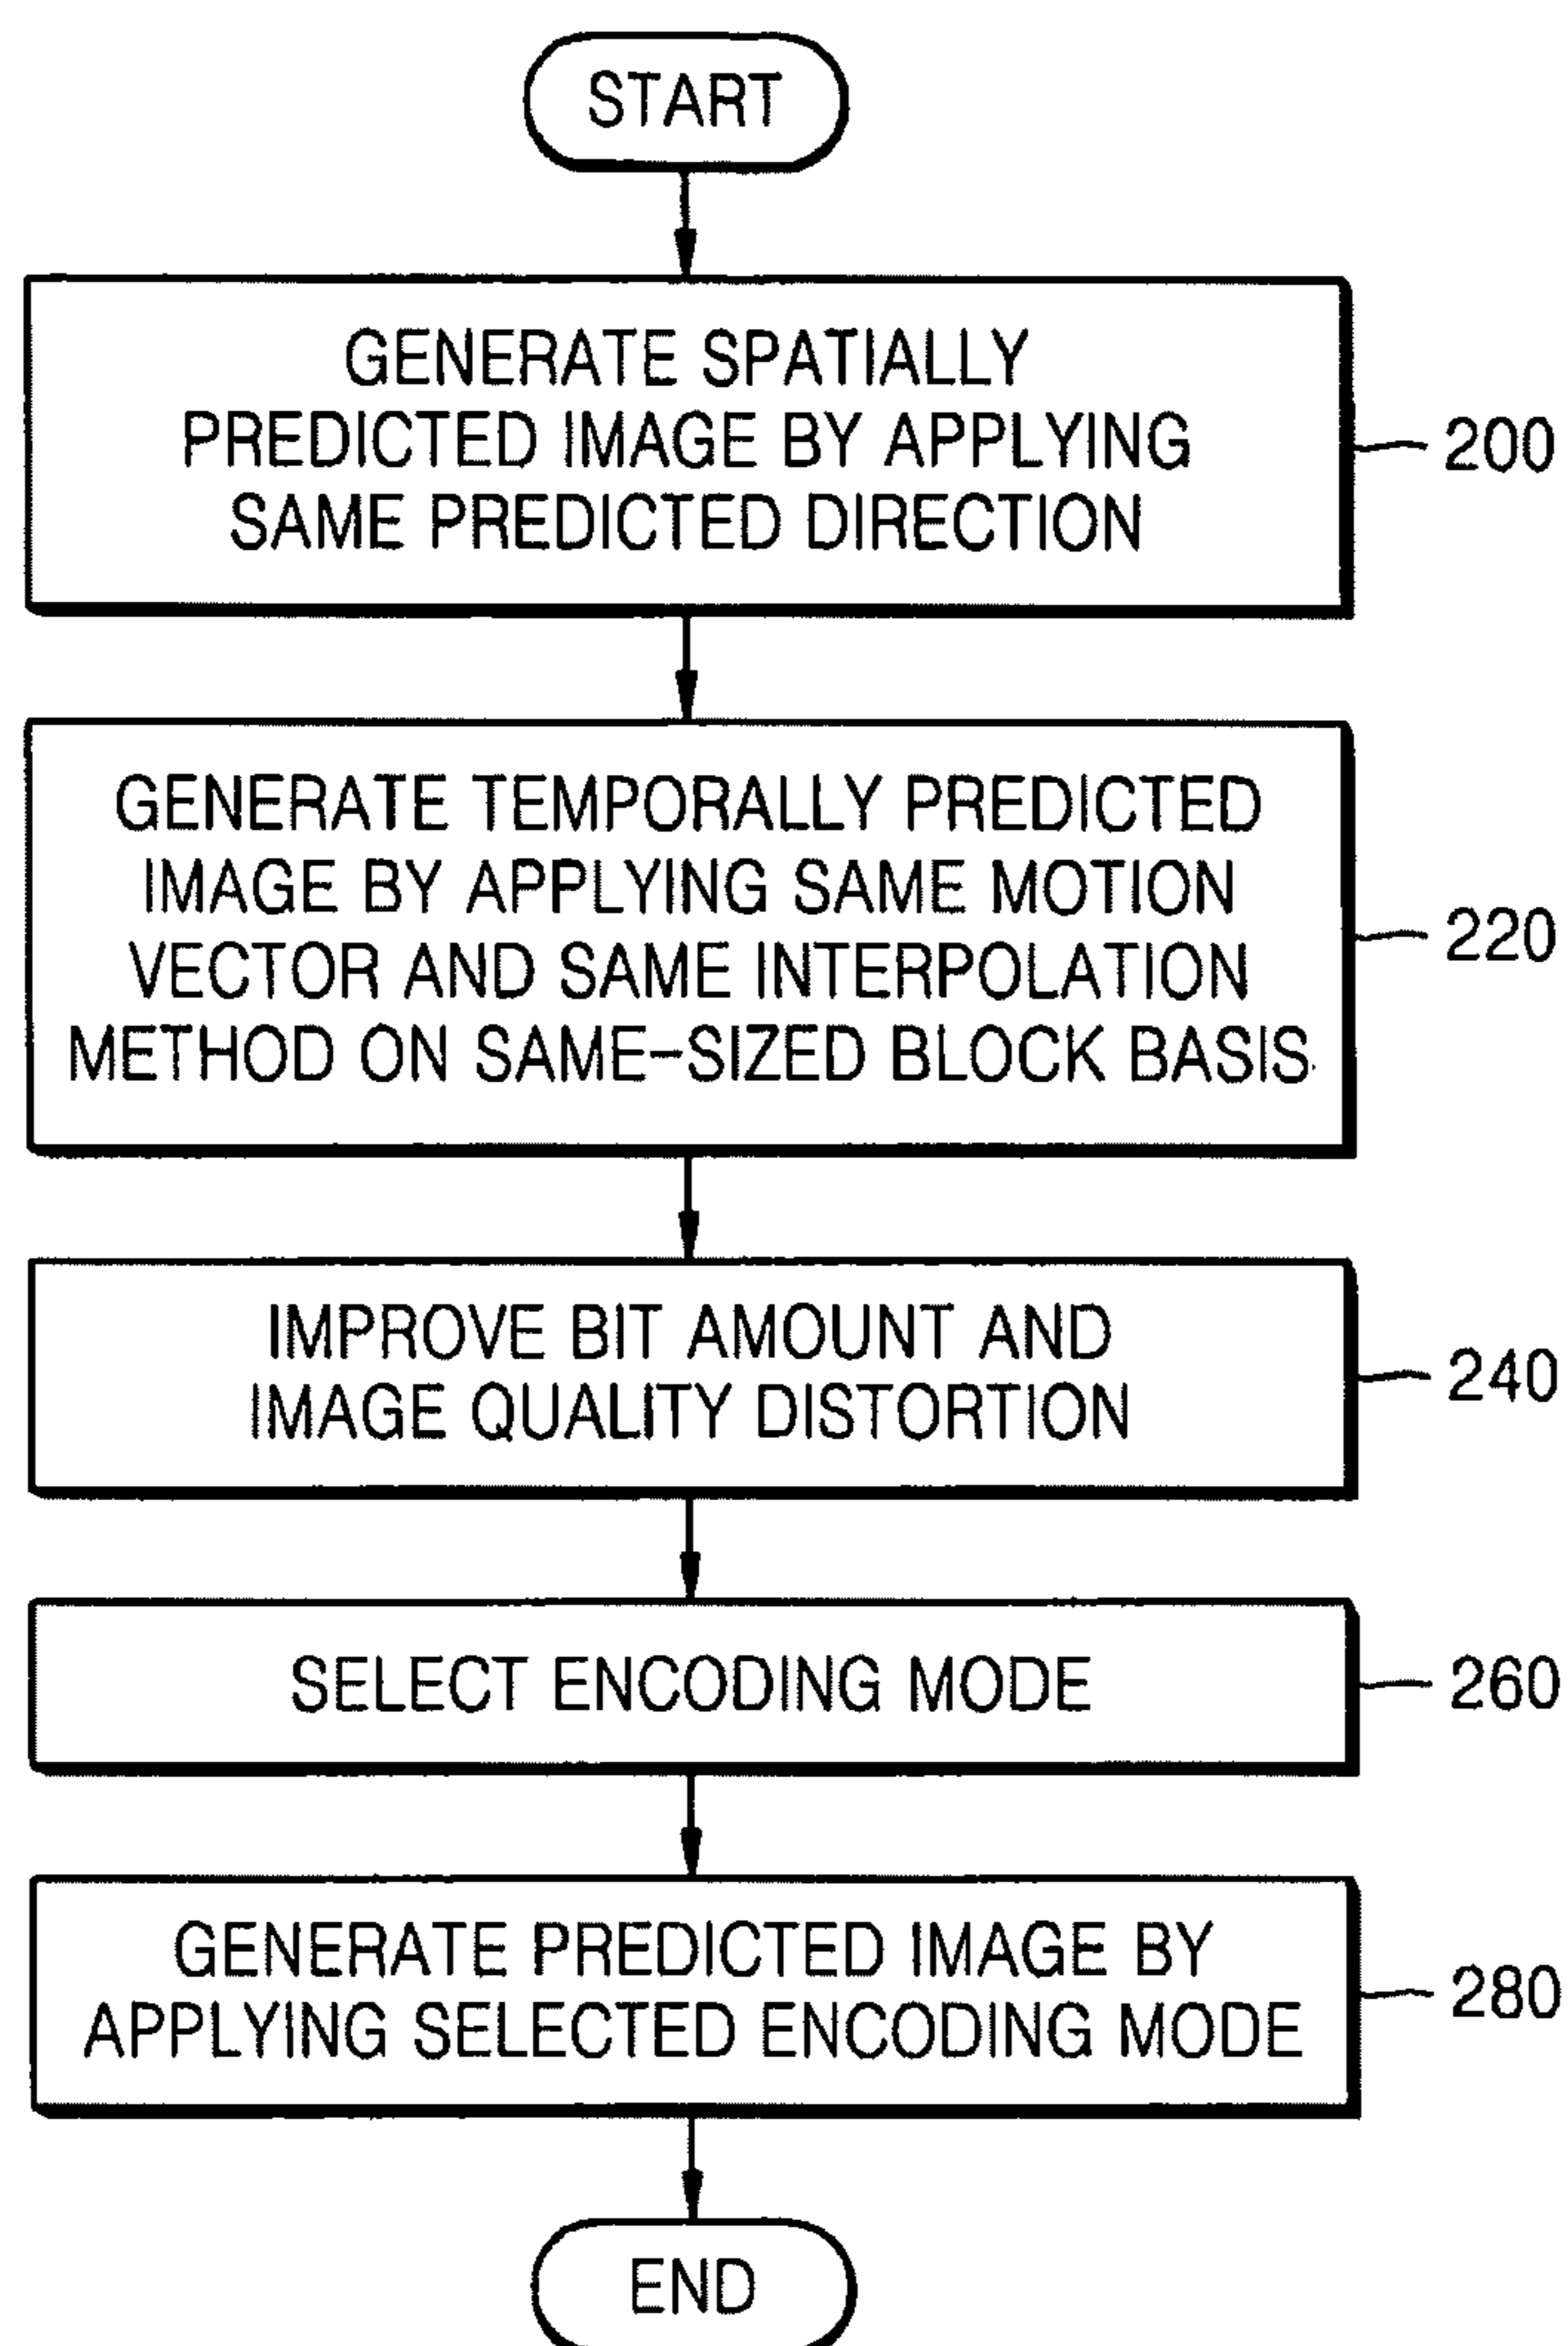 START
GENERATE SPATIALLY
PREDICTED IMAGE BY APPLYING
SAME PREDICTED DIRECTION
200
GENERATE TEMPORALLY PREDICTED
IMAGE BY APPLYING SAME MOTION
VECTOR AND SAME INTERPOLATION
METHOD ON SAME-SIZED BLOCK BASIS
220
IMPROVE BIT AMOUNT AND
IMAGE QUALITY DISTORTION
240
SELECT ENCODING MODE
260
GENERATE PREDICTED IMAGE BY
APPLYING SELECTED ENCODING MODE
280
END